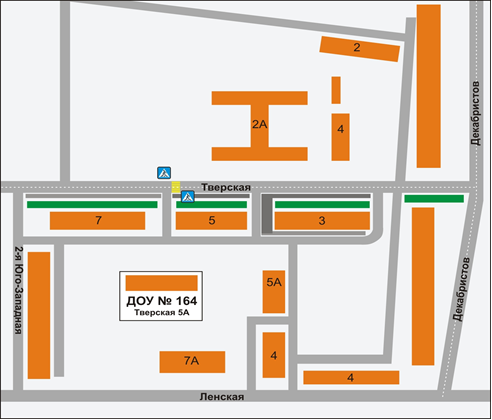 2
Декабристов
2А
4
Тверская
7
5
3
2-я Юго-Западная
Декабристов
5А
ДОУ № 164
Тверская 5А
7А
4
4
Ленская